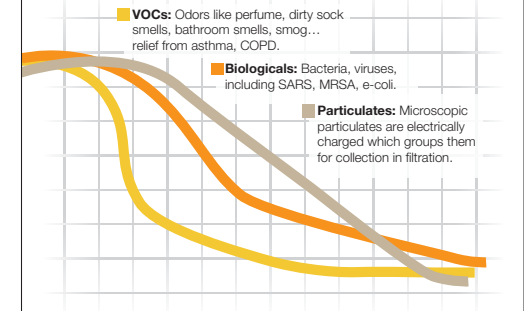 VOCs: Odors like perfume, dirty sock
smells, bathroom smells, smog…
relief from asthma, COPD.
Biologicals: Bacteria, viruses,
including SARS, MRSA, e-coli.
Particulates: Microscopic
particulates are electrically
charged which groups them
for collection in filtration.